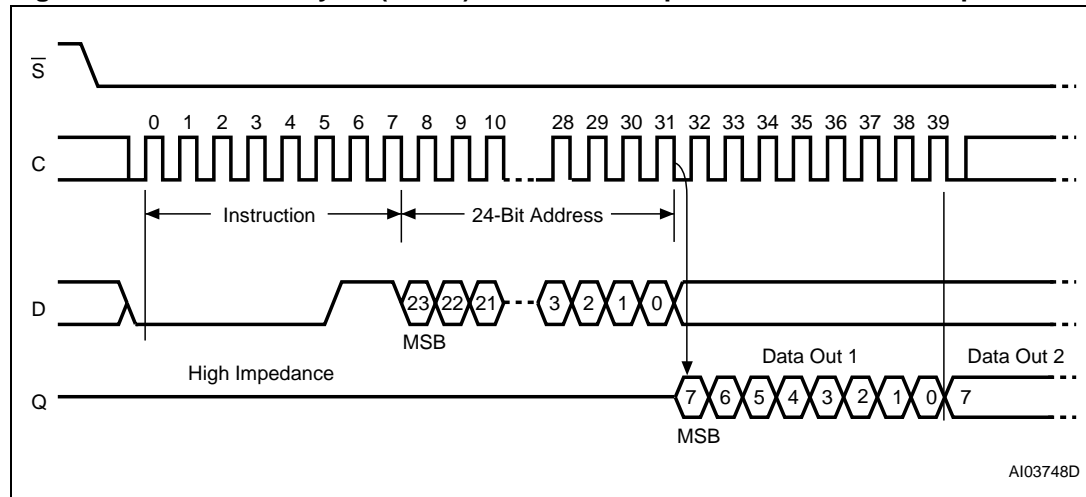 S
0 1 2 3 4 5 6 7 8 9 10 28 29 30 31 32 33 34 35 36 37 38 39
C
Instruction 24-Bit Address
D
23 22 21 3 2 1 0
MSB
High Impedance Data Out 1 Data Out 2
Q
7 6 5 4 3 2 1 0 7
MSB
AI03748D